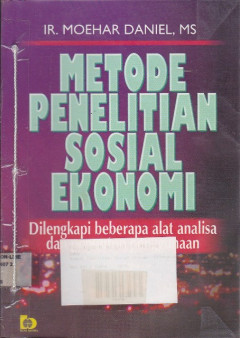 IR. MOEHAR DANIEL, MS
METODE
PENELITIAN
SOSIAL
EKONOMI
Dilengkapi beberapa alat analisa